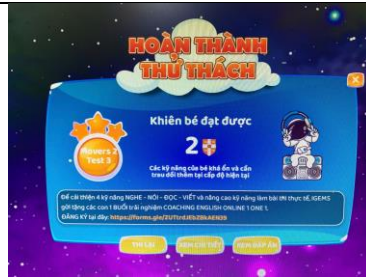 HOÀN THÀNH
THỬ THÁCH
Khiên bé đạt được
Movers 2
Test 3
2
Các kỹ năng của bé khá ổn và cần
trau dồi thêm tại cấp độ hiện tại
Để cải thiện 4 kỹ năng NGHE - NÓI - ĐỌC - VIẾT và nâng cao kỹ năng làm bài thi thực tế, IGEMS
gửi tặng các con 1 BUỔI trải nghiệm COACHING ENGLISH ONLINE 1 ONE 1.
ĐĂNG KÝ tại đây:
THI LẠI
XEM CHI TIẾT
XEM ĐÁP ÁN